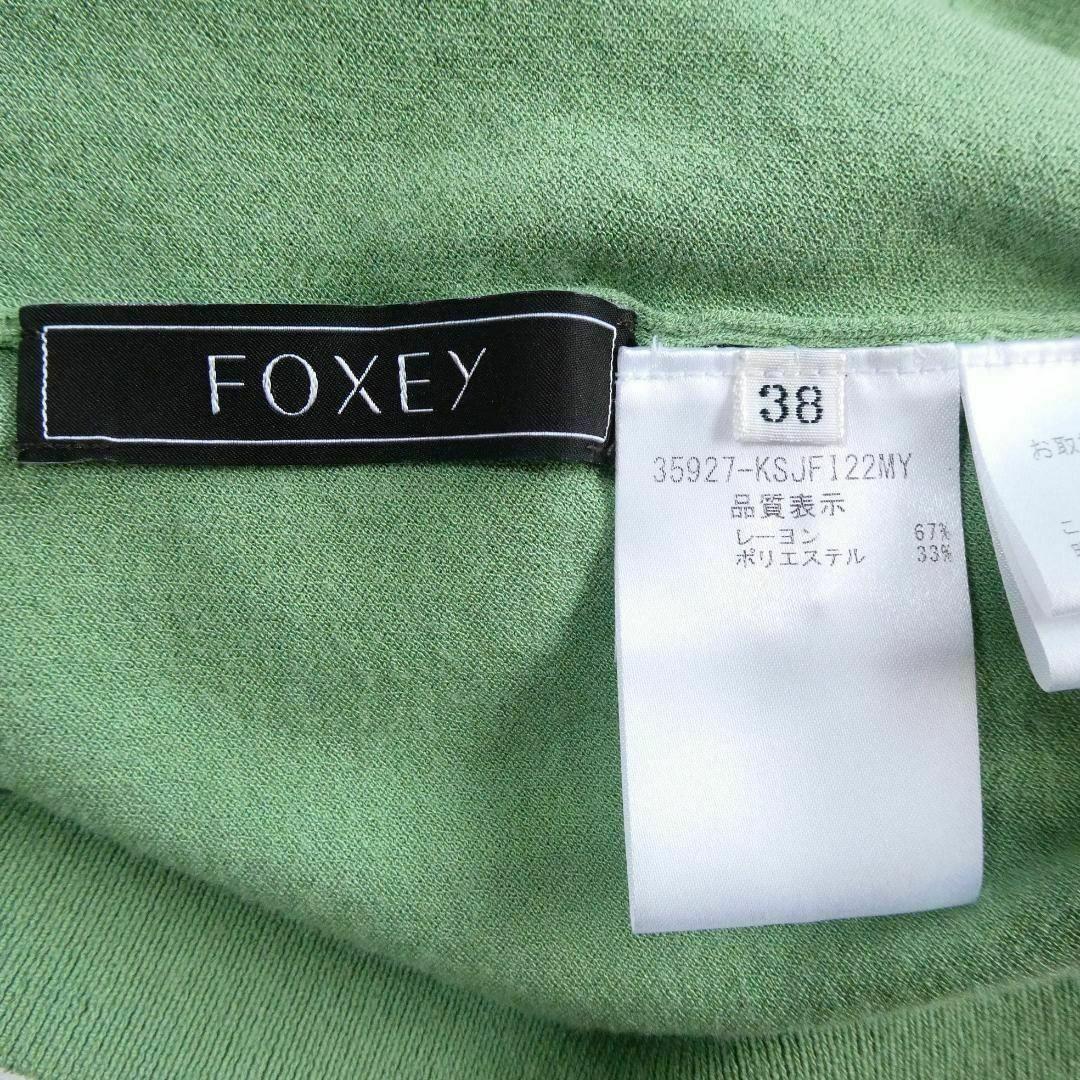 FOXEY
38
35927-KSJFI22MY
品質表示
レーヨン 67%
ポリエステル 33%
お取
こ